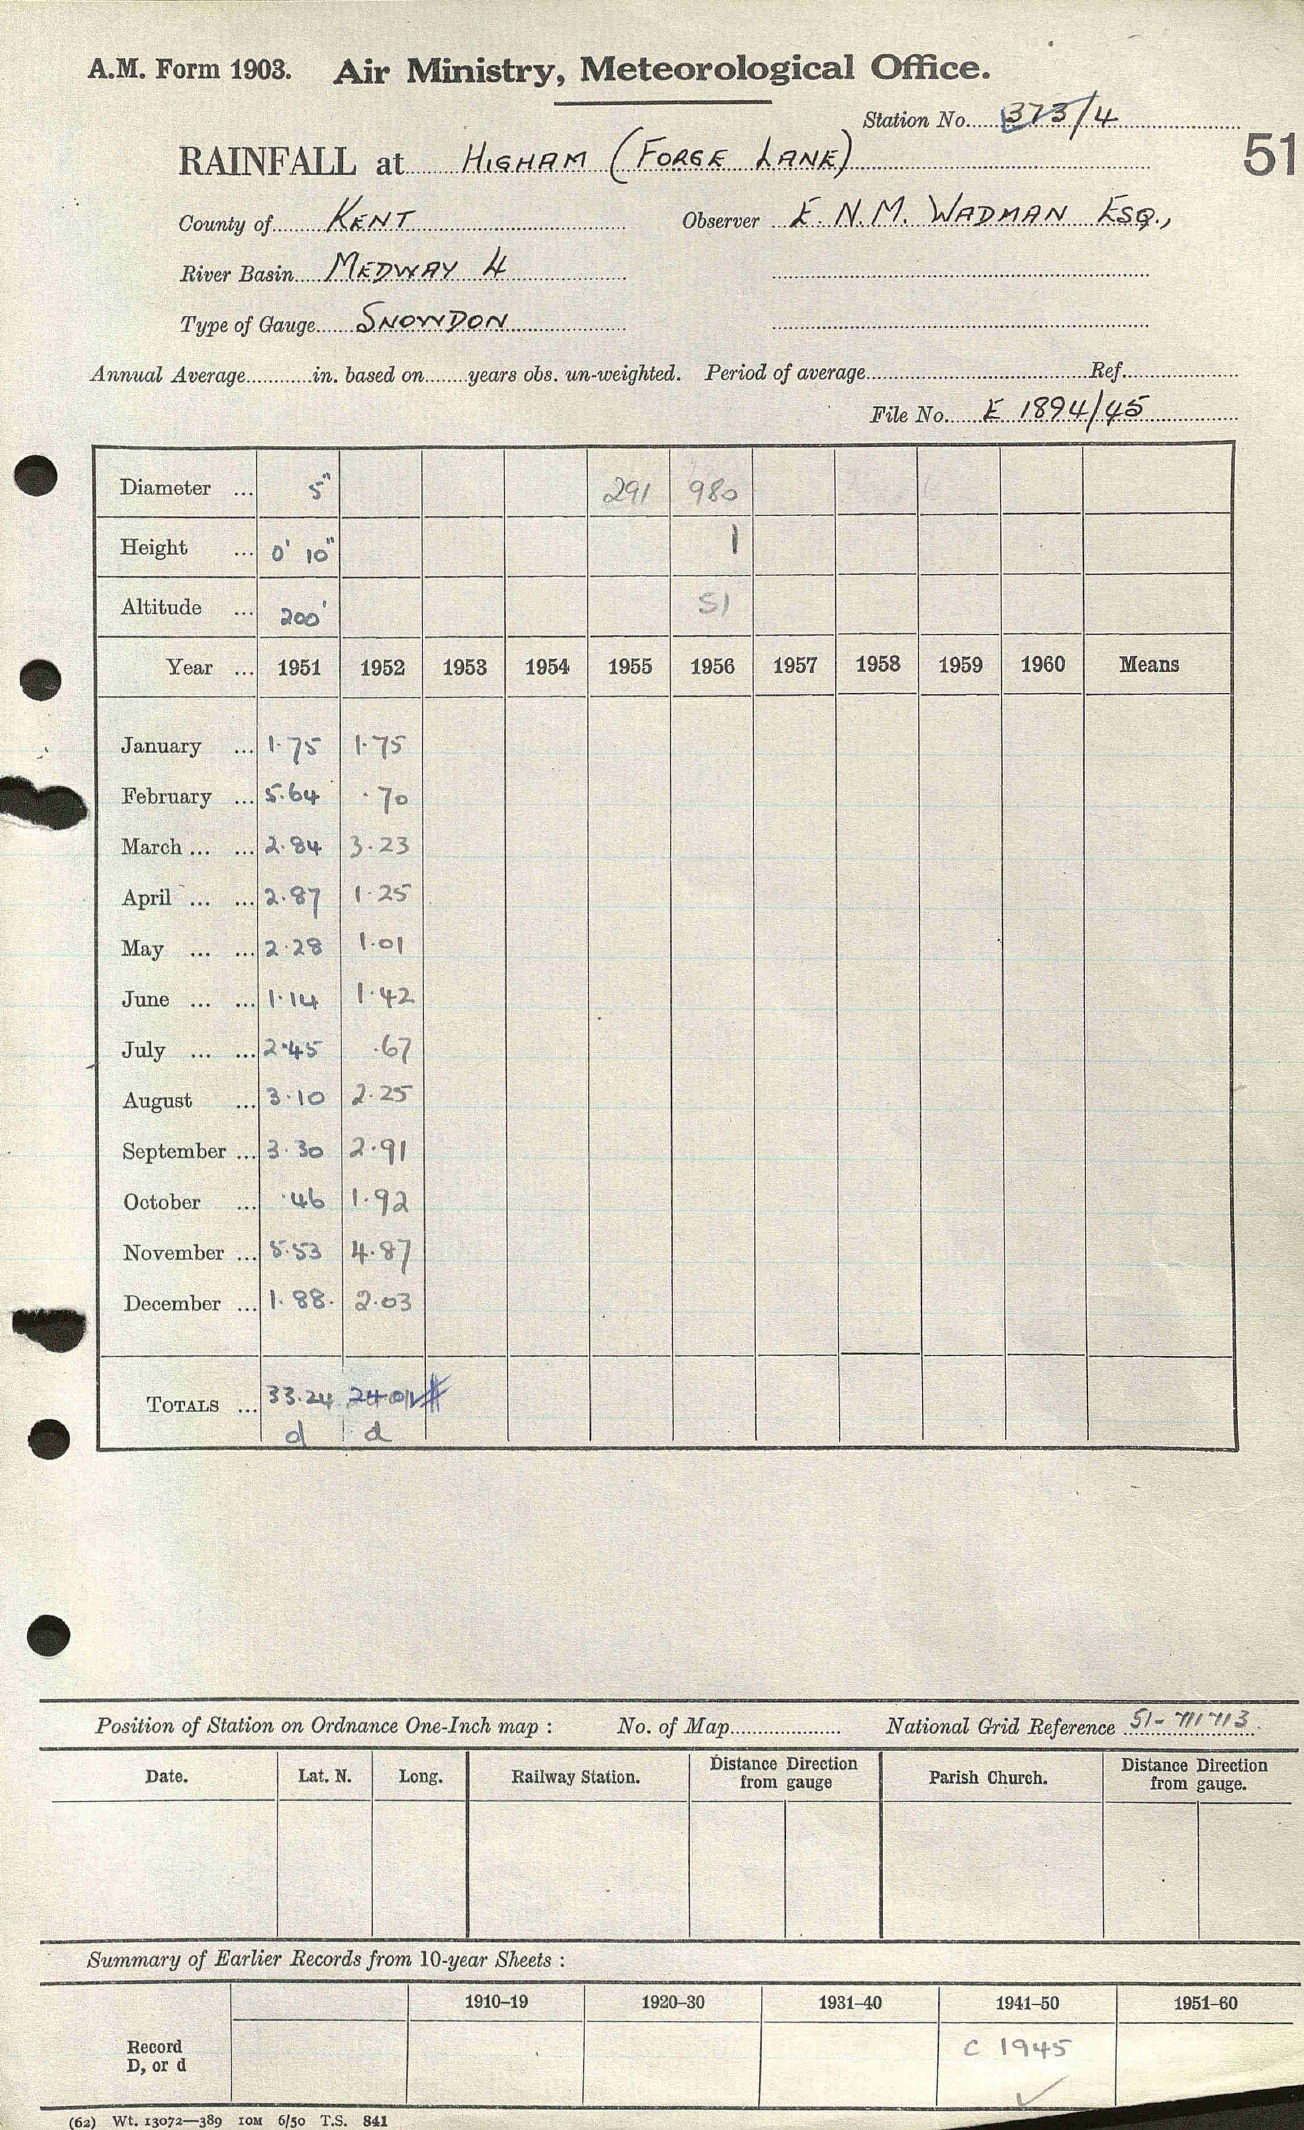 A.M. Form 1903. Air Ministry, Meteorological Office.
Station No. 373/4
51
RAINFALL at HIGHAM (FORGE LANE)
County of KENT Observer E. N. M. WADMAN ESQ.,
River Basin MEDWAY 4
Type of Gauge SNOWDON
Annual Average in. based on years obs. un-weighted. Period of average Ref.
File No. E 1894/45
Diameter ... 5" 291 980
Height ... 0' 10" 1
Altitude ... 200' 51
Year ... 1951 1952 1953 1954 1955 1956 1957 1958 1959 1960 Means
January ... 1.75 1.75
February ... 5.64 .70
March ... ... 2.84 3.23
April ... ... 2.87 1.25
May ... ... 2.28 1.01
June ... ... 1.14 1.42
July ... ... 2.45 .67
August ... 3.10 2.25
September ... 3.30 2.91
October ... .46 1.92
November ... 5.53 4.87
December ... 1.88. 2.03
TOTALS ... 33.24 24.01
d d
Position of Station on Ordnance One-Inch map : No. of Map National Grid Reference 51-711713
Date. Lat. N. Long. Railway Station. Distance Direction from gauge Parish Church. Distance Direction from gauge.
Summary of Earlier Records from 10-year Sheets :
1910–19 1920–30 1931–40 1941–50 1951–60
Record
D, or d C 1945
(62) Wt. 13072—389 10M 6/50 T.S. 841